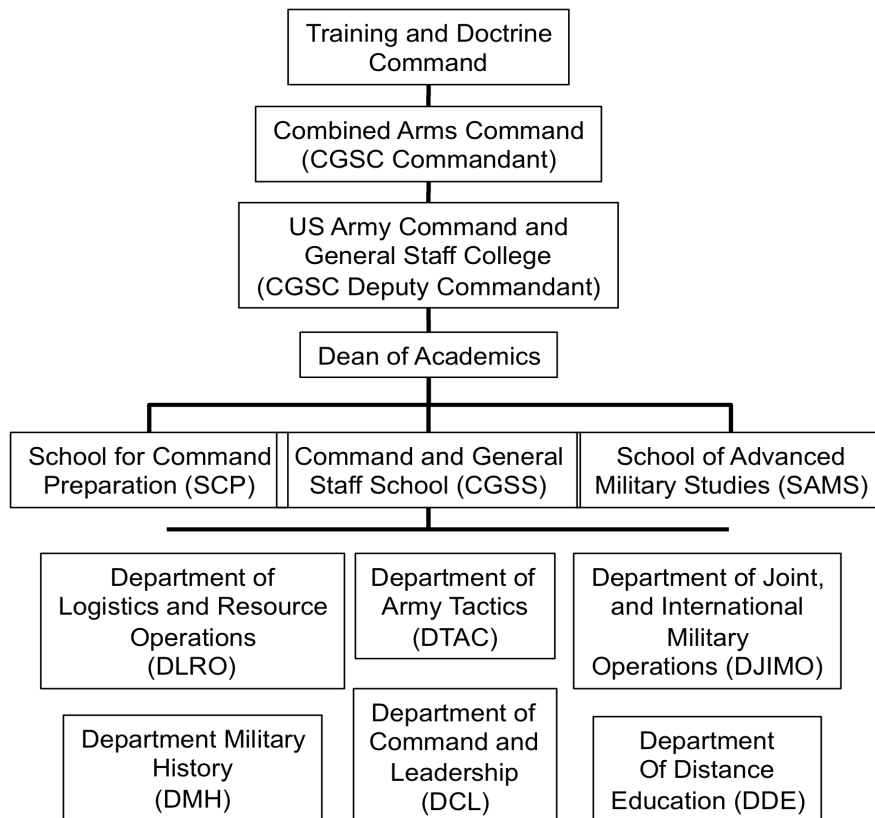 Training and Doctrine
Command
Combined Arms Command
(CGSC Commandant)
US Army Command and
General Staff College
(CGSC Deputy Commandant)
Dean of Academics
School for Command
Preparation (SCP)
Command and General
Staff School (CGSS)
School of Advanced
Military Studies (SAMS)
Department of
Logistics and Resource
Operations
(DLRO)
Department of
Army Tactics
(DTAC)
Department of Joint,
and International
Military
Operations (DJIMO)
Department Military
History
(DMH)
Department of
Command and
Leadership
(DCL)
Department
Of Distance
Education (DDE)